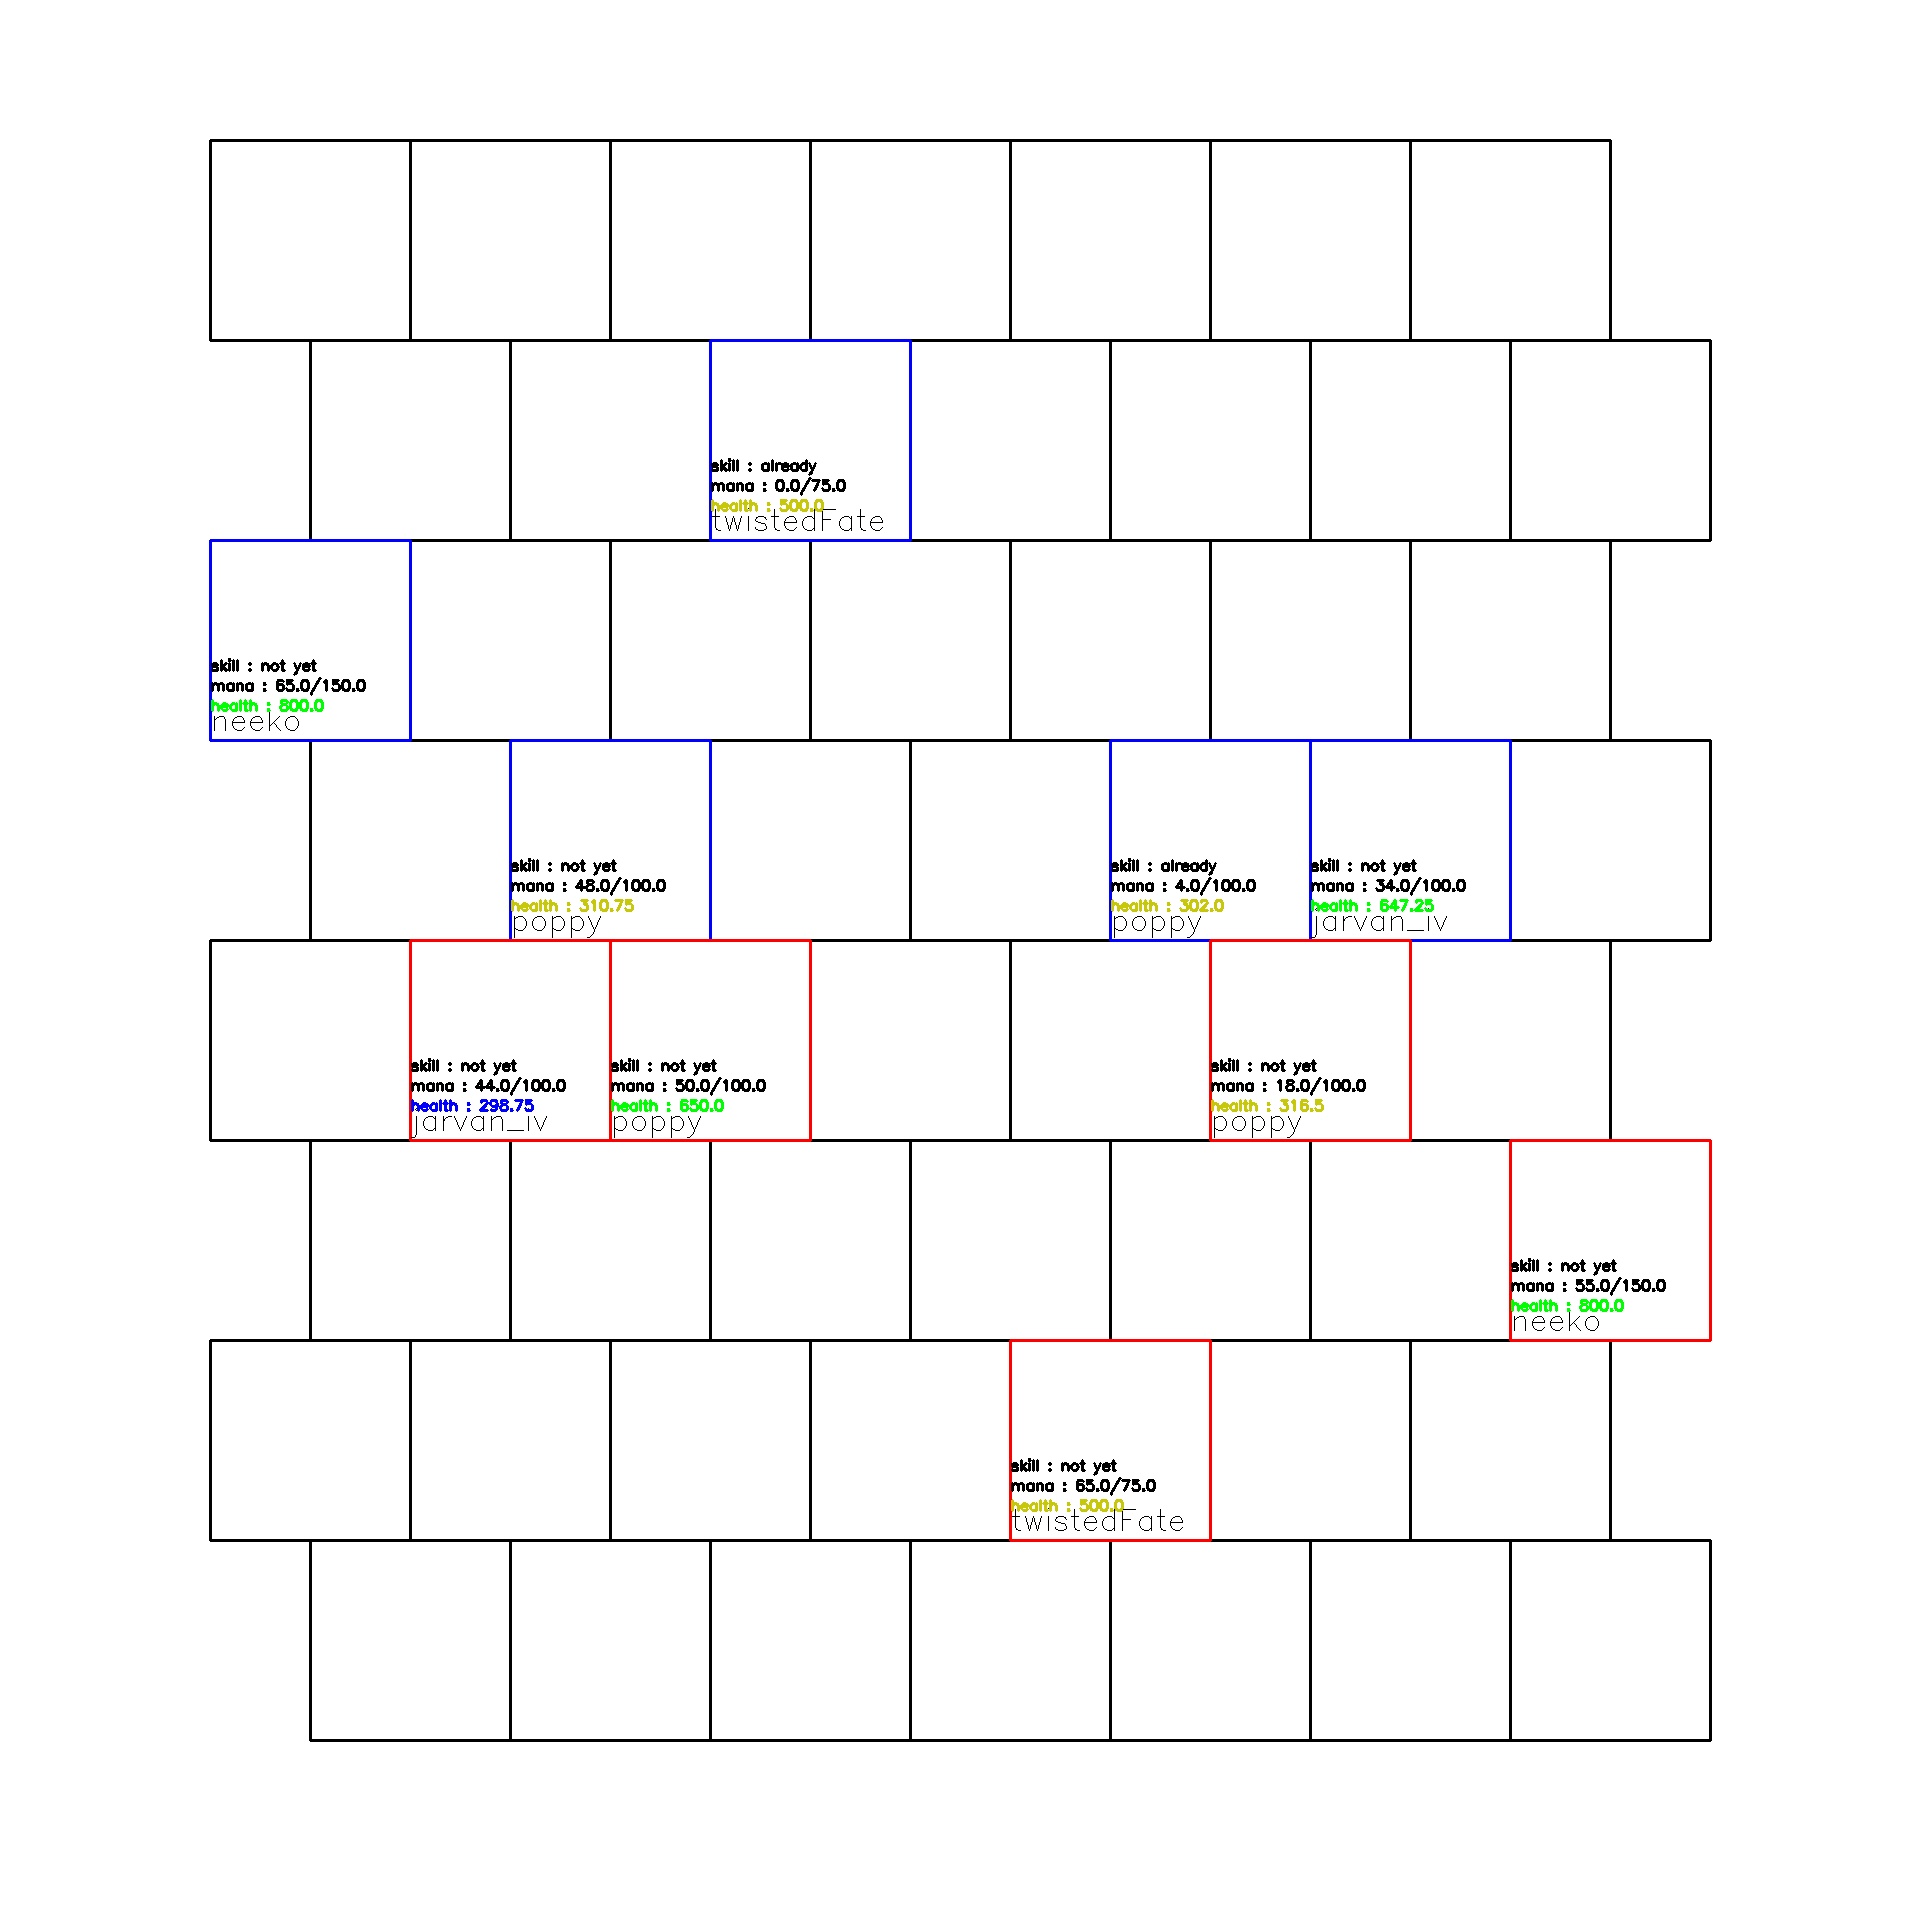 skill : already
mana : 0.0/75.0
health : 500.0
twistedFate
skill : not yet
mana : 65.0/150.0
health : 800.0
neeko
skill : not yet
mana : 48.0/100.0
health : 310.75
poppy
skill : already
mana : 4.0/100.0
health : 302.0
poppy
skill : not yet
mana : 34.0/100.0
health : 647.25
jarvan_iv
skill : not yet
mana : 44.0/100.0
health : 298.75
jarvan_iv
skill : not yet
mana : 50.0/100.0
health : 650.0
poppy
skill : not yet
mana : 18.0/100.0
health : 316.5
poppy
skill : not yet
mana : 55.0/150.0
health : 800.0
neeko
skill : not yet
mana : 65.0/75.0
health : 500.0
twistedFate